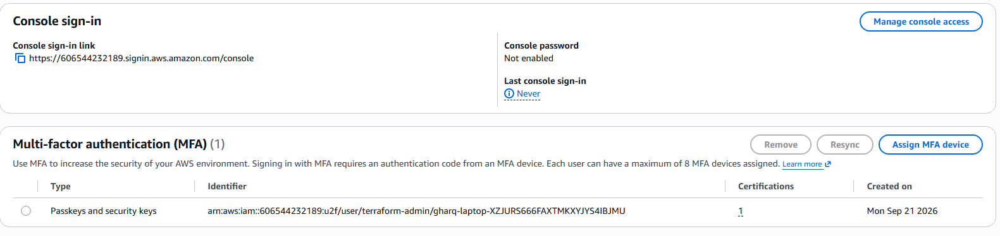 Console sign-in
Manage console access
Console sign-in link
https://606544232189.signin.aws.amazon.com/console
Console password
Not enabled
Last console sign-in
Never
Multi-factor authentication (MFA) (1)
Remove
Resync
Assign MFA device
Use MFA to increase the security of your AWS environment. Signing in with MFA requires an authentication code from an MFA device. Each user can have a maximum of 8 MFA devices assigned. Learn more
Type Identifier Certifications Created on
Passkeys and security keys arn:aws:iam::606544232189:u2f/user/terraform-admin/gharq-laptop-XZJURS666FAXTMKXYJYS4IBJMU 1 Mon Sep 21 2026